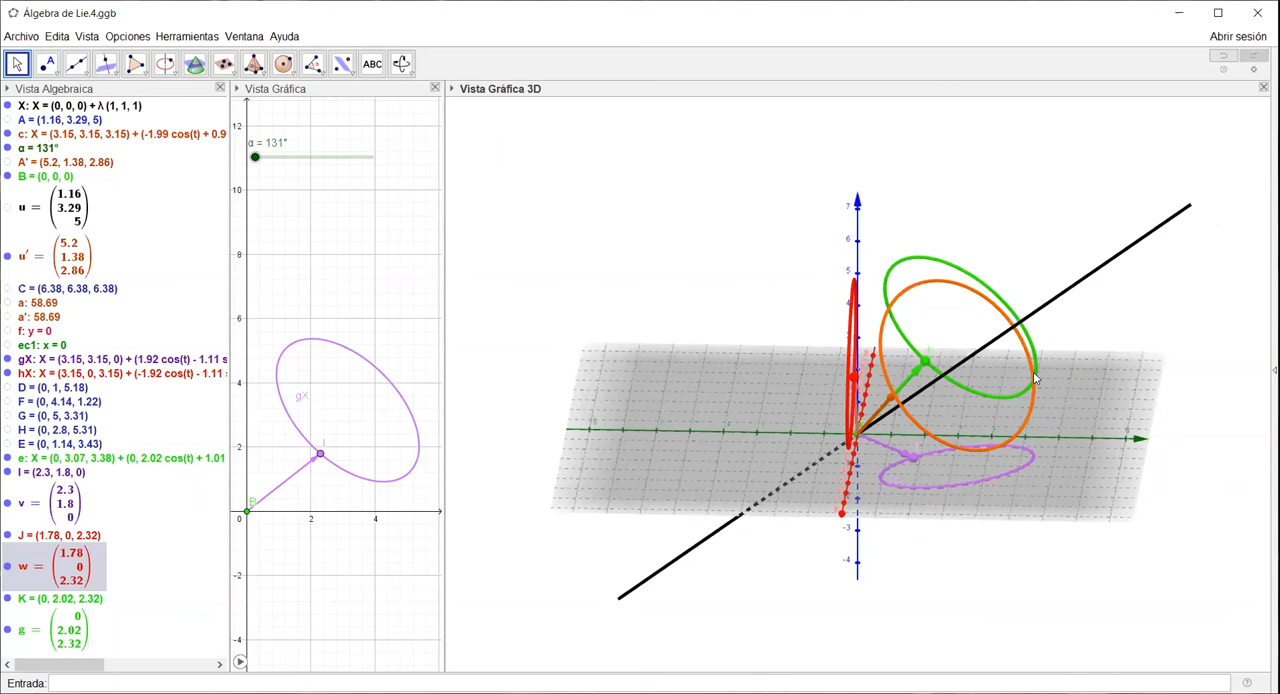 Álgebra de Lie.4.ggb
Archivo Edita Vista Opciones Herramientas Ventana Ayuda
Abrir sesión
A
ABC
Vista Algebraica
Vista Gráfica
Vista Gráfica 3D
X: X = (0, 0, 0) + λ (1, 1, 1)
A = (1.16, 3.29, 5)
c: X = (3.15, 3.15, 3.15) + (-1.99 cos(t) + 0.9
α = 131°
A' = (5.2, 1.38, 2.86)
B = (0, 0, 0)
1.16
u = 3.29
5
5.2
u' = 1.38
2.86
C = (6.38, 6.38, 6.38)
a: 58.69
a': 58.69
f: y = 0
ec1: x = 0
gX: X = (3.15, 3.15, 0) + (1.92 cos(t) - 1.11 s
hX: X = (3.15, 0, 3.15) + (-1.92 cos(t) - 1.11
D = (0, 1, 5.18)
F = (0, 4.14, 1.22)
G = (0, 5, 3.31)
H = (0, 2.8, 5.31)
E = (0, 1.14, 3.43)
e: X = (0, 3.07, 3.38) + (0, 2.02 cos(t) + 1.01
I = (2.3, 1.8, 0)
2.3
v = 1.8
0
J = (1.78, 0, 2.32)
1.78
w = 0
2.32
K = (0, 2.02, 2.32)
0
g = 2.02
2.32
α = 131°
12
10
8
6
4
2
0
-2
-4
2
4
gX
I
B
7
6
5
4
-3
-4
Entrada: